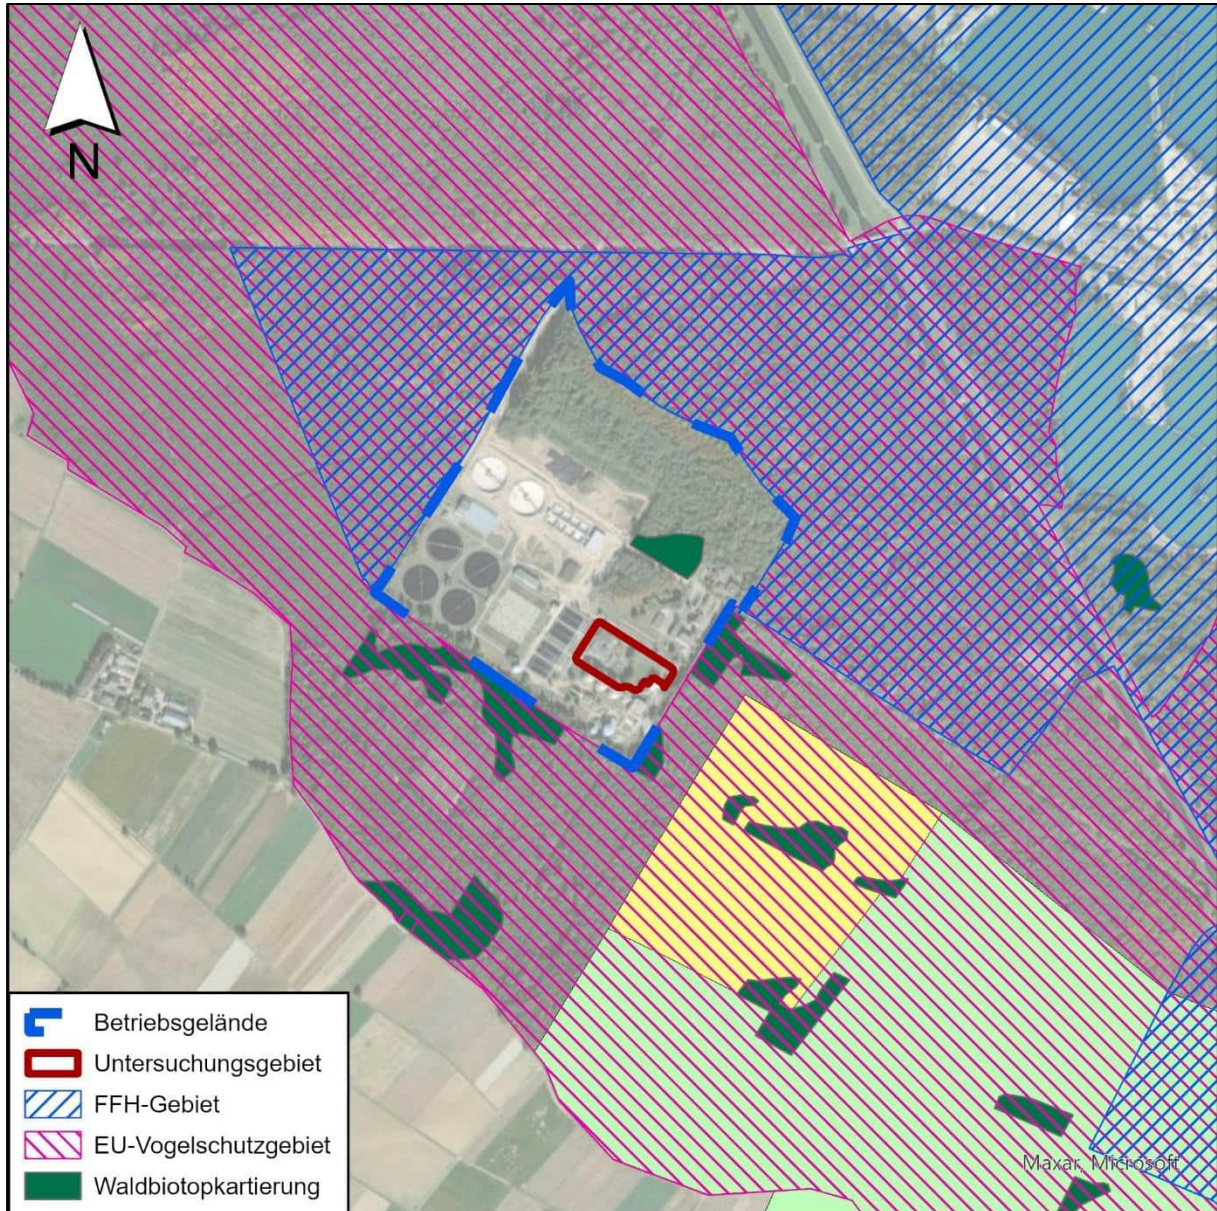 N
Betriebsgelände
Untersuchungsgebiet
FFH-Gebiet
EU-Vogelschutzgebiet
Waldbiotopkartierung
Maxar, Microsoft